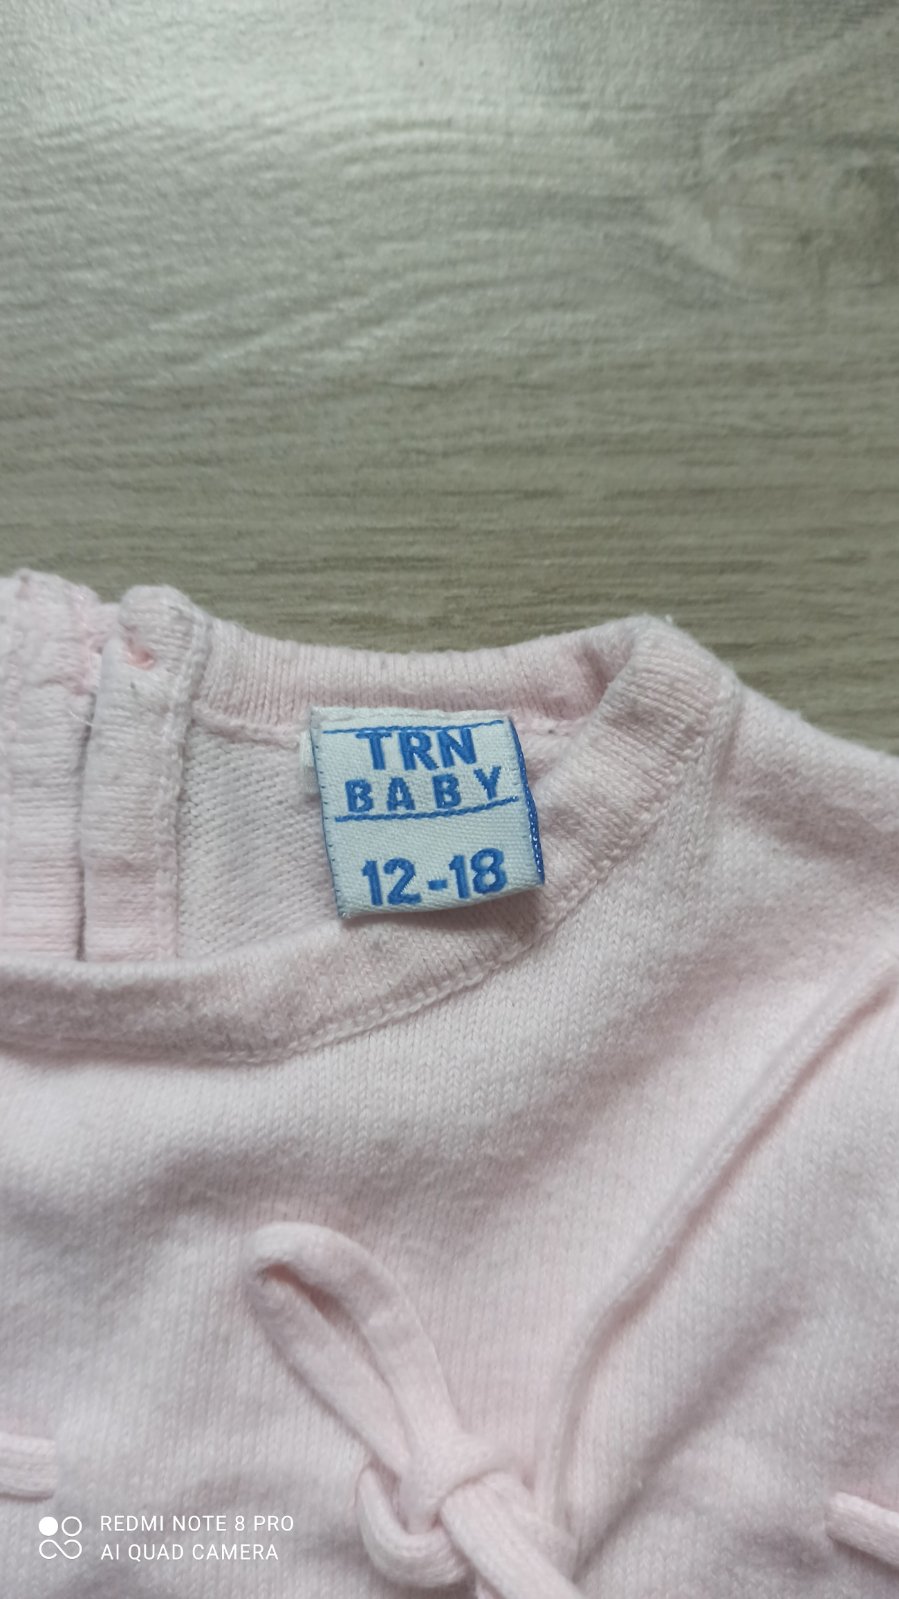 TRN
BABY
12-18
REDMI NOTE 8 PRO
AI QUAD CAMERA